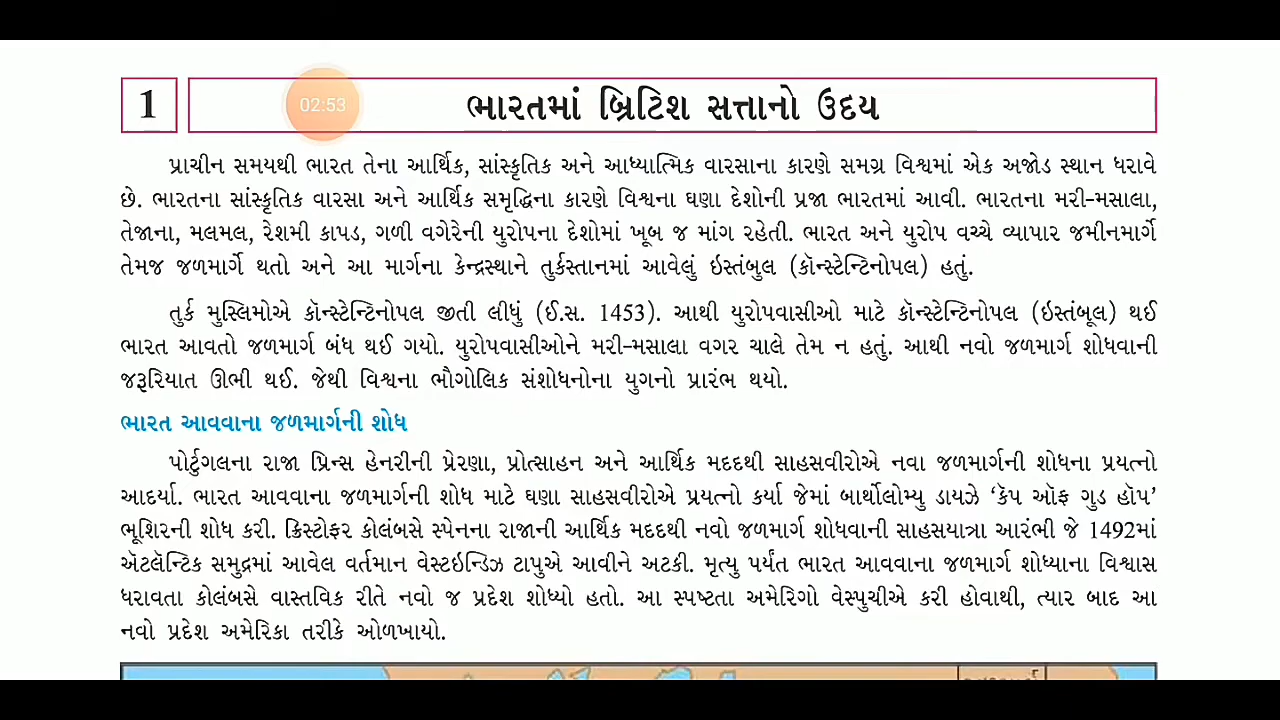 1
02:53
ભારતમાં બ્રિટિશ સત્તાનો ઉદય
પ્રાચીન સમયથી ભારત તેના આર્થિક, સાંસ્કૃતિક અને આધ્યાત્મિક વારસાના કારણે સમગ્ર વિશ્વમાં એક અજોડ સ્થાન ધરાવે
છે. ભારતના સાંસ્કૃતિક વારસા અને આર્થિક સમૃદ્ધિના કારણે વિશ્વના ઘણા દેશોની પ્રજા ભારતમાં આવી. ભારતના મરી-મસાલા,
તેજાના, મલમલ, રેશમી કાપડ, ગળી વગેરેની યુરોપના દેશોમાં ખૂબ જ માંગ રહેતી. ભારત અને યુરોપ વચ્ચે વ્યાપાર જમીનમાર્ગે
તેમજ જળમાર્ગે થતો અને આ માર્ગના કેન્દ્રસ્થાને તુર્કસ્તાનમાં આવેલું ઇસ્તંબુલ (કૉન્સ્ટેન્ટિનોપલ) હતું.
તુર્ક મુસ્લિમોએ કૉન્સ્ટેન્ટિનોપલ જીતી લીધું (ઈ.સ. 1453). આથી યુરોપવાસીઓ માટે કૉન્સ્ટેન્ટિનોપલ (ઇસ્તંબૂલ) થઈ
ભારત આવતો જળમાર્ગ બંધ થઈ ગયો. યુરોપવાસીઓને મરી-મસાલા વગર ચાલે તેમ ન હતું. આથી નવો જળમાર્ગ શોધવાની
જરૂરિયાત ઊભી થઈ. જેથી વિશ્વના ભૌગોલિક સંશોધનોના યુગનો પ્રારંભ થયો.
ભારત આવવાના જળમાર્ગની શોધ
પોર્ટુગલના રાજા પ્રિન્સ હેનરીની પ્રેરણા, પ્રોત્સાહન અને આર્થિક મદદથી સાહસવીરોએ નવા જળમાર્ગની શોધના પ્રયત્નો
આદર્યા. ભારત આવવાના જળમાર્ગની શોધ માટે ઘણા સાહસવીરોએ પ્રયત્નો કર્યા જેમાં બાર્થોલોમ્યુ ડાયઝે ‘કૅપ ઑફ ગુડ હૉપ’
ભૂશિરની શોધ કરી. ક્રિસ્ટોફર કોલંબસે સ્પેનના રાજાની આર્થિક મદદથી નવો જળમાર્ગ શોધવાની સાહસયાત્રા આરંભી જે 1492માં
ઍટલૅન્ટિક સમુદ્રમાં આવેલ વર્તમાન વેસ્ટઇન્ડિઝ ટાપુએ આવીને અટકી. મૃત્યુ પર્યંત ભારત આવવાના જળમાર્ગ શોધ્યાના વિશ્વાસ
ધરાવતા કોલંબસે વાસ્તવિક રીતે નવો જ પ્રદેશ શોધ્યો હતો. આ સ્પષ્ટતા અમેરિગો વેસ્પુચીએ કરી હોવાથી, ત્યાર બાદ આ
નવો પ્રદેશ અમેરિકા તરીકે ઓળખાયો.